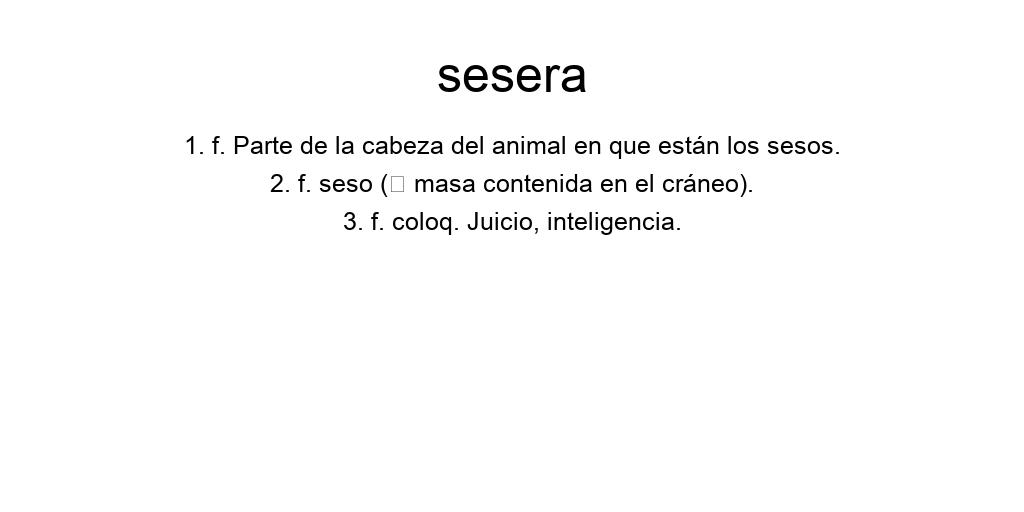 sesera
1. f. Parte de la cabeza del animal en que están los sesos.
2. f. seso (▯ masa contenida en el cráneo).
3. f. coloq. Juicio, inteligencia.